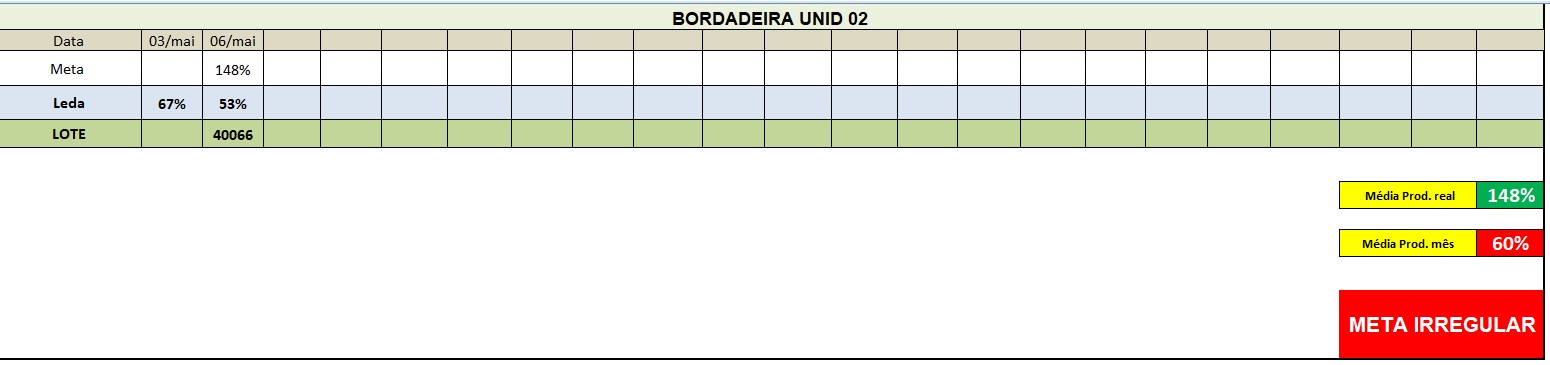 BORDADEIRA UNID 02
Data 03/mai 06/mai
Meta 148%
Leda 67% 53%
LOTE 40066
Média Prod. real 148%
Média Prod. mês 60%
META IRREGULAR